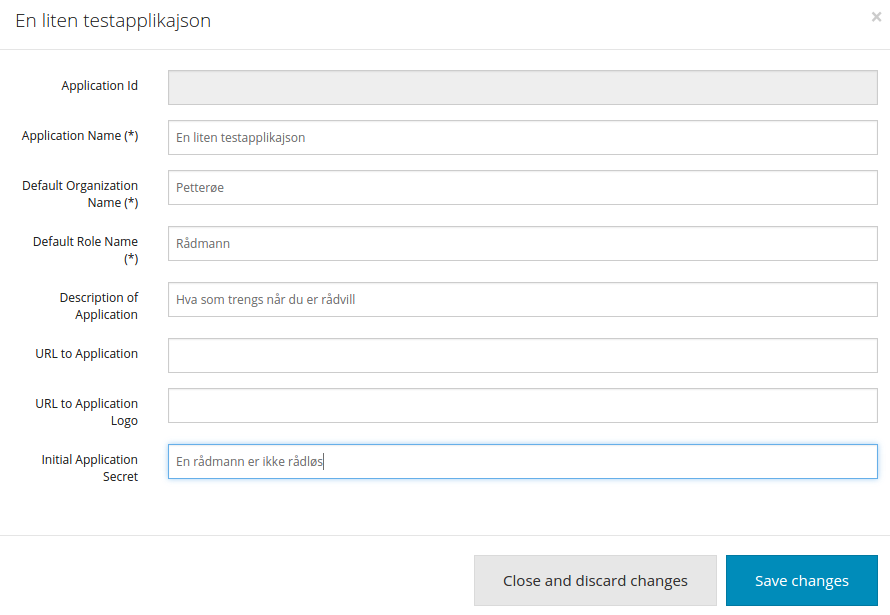 En liten testapplikajson
×
Application Id
Application Name (*)
En liten testapplikajson
Default Organization
Name (*)
Petterøe
Default Role Name
(*)
Rådmann
Description of
Application
Hva som trengs når du er rådvill
URL to Application
URL to Application
Logo
Initial Application
Secret
En rådmann er ikke rådløs
Close and discard changes
Save changes